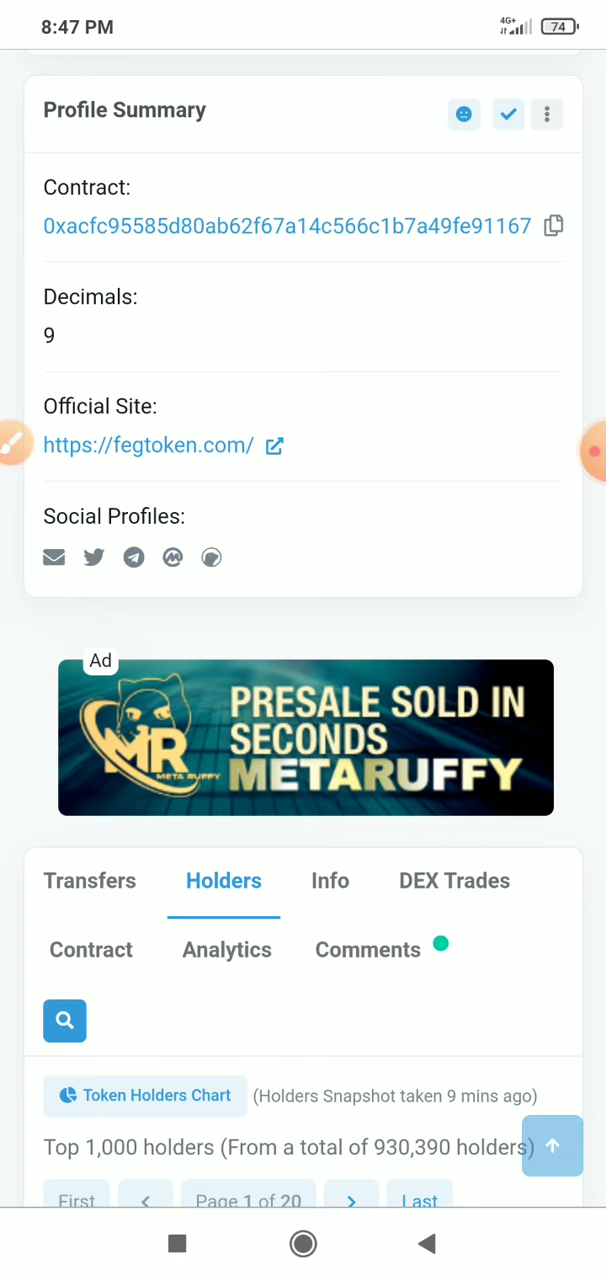 8:47 PM
4G+
74
Profile Summary
Contract:
0xacfc95585d80ab62f67a14c566c1b7a49fe91167
Decimals:
9
Official Site:
https://fegtoken.com/
Social Profiles:
Ad
PRESALE SOLD IN
SECONDS
METARUFFY
MR
META RUFFY
Transfers
Holders
Info
DEX Trades
Contract
Analytics
Comments
Token Holders Chart
(Holders Snapshot taken 9 mins ago)
Top 1,000 holders (From a total of 930,390 holders)
First
Page 1 of 20
Last